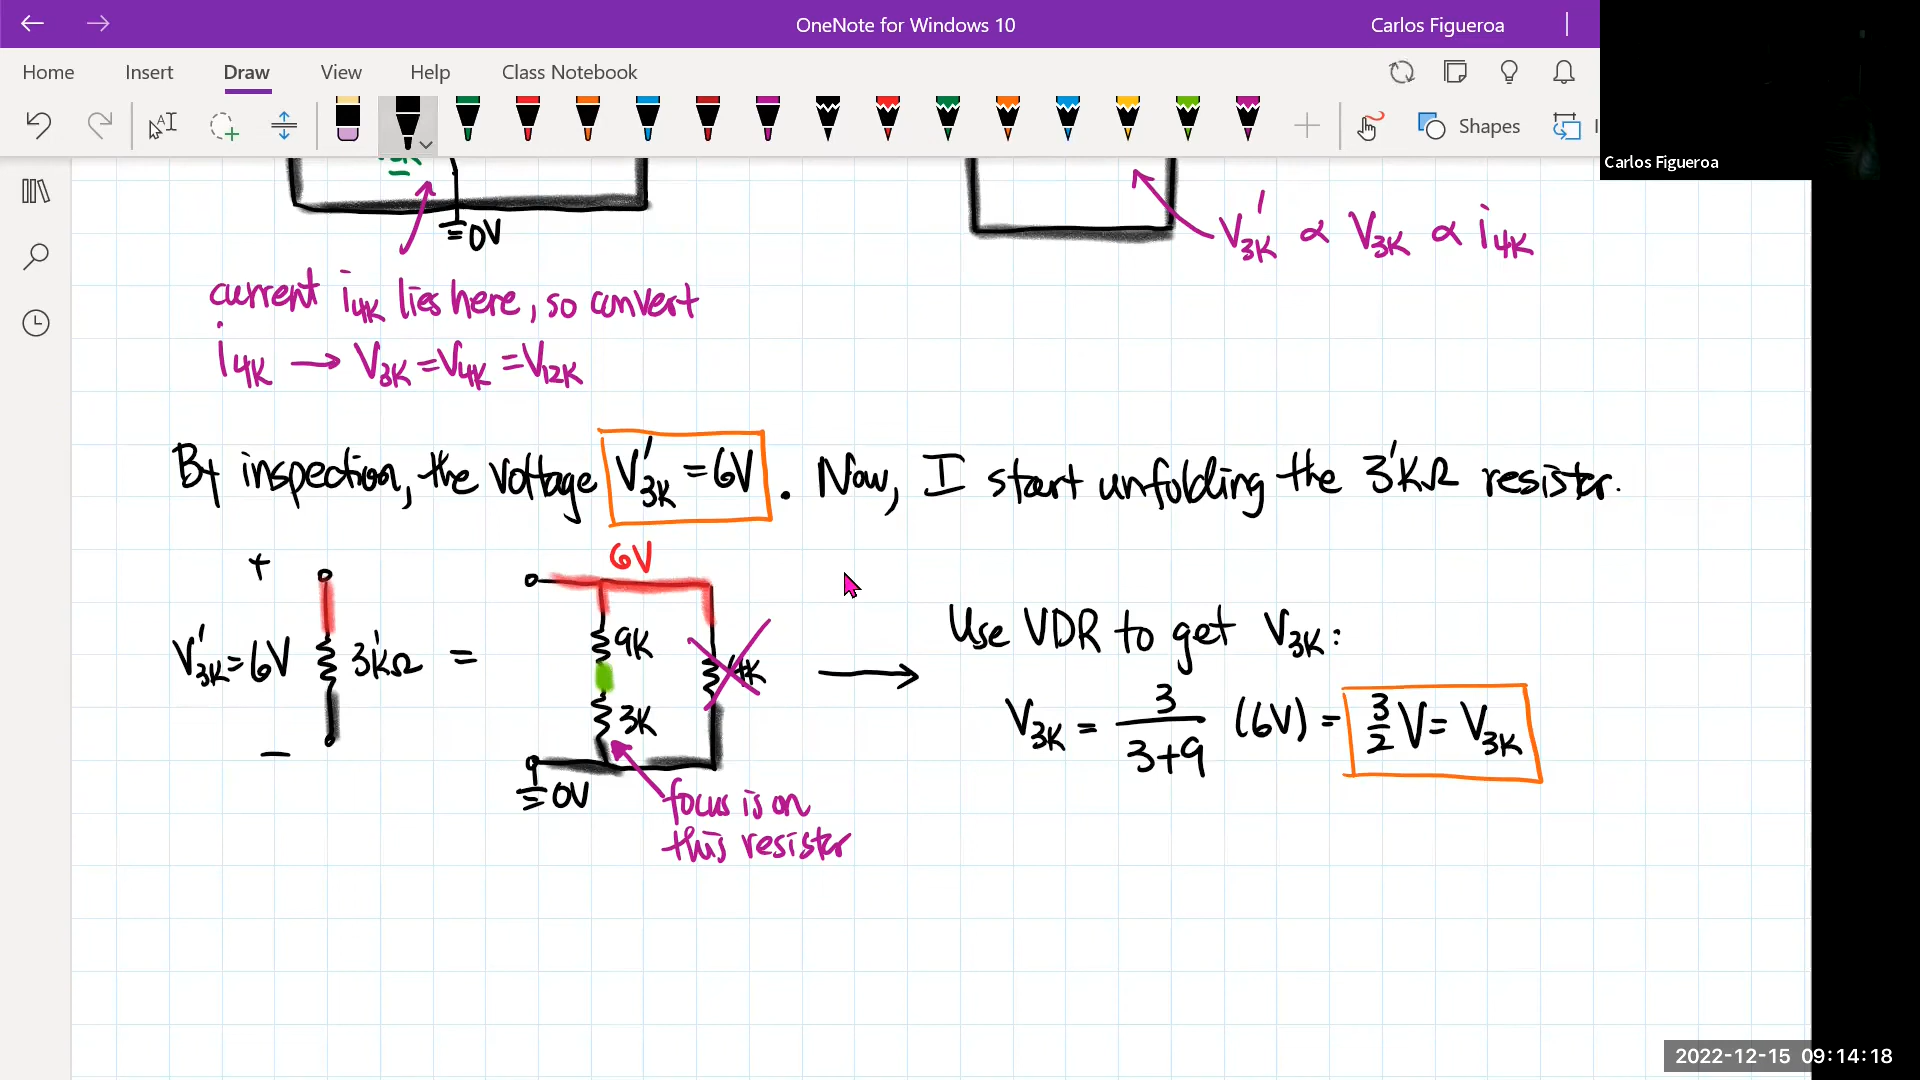 OneNote for Windows 10
Carlos Figueroa
Home Insert Draw View Help Class Notebook
Shapes
Carlos Figueroa
=0V
V'3K ∝ V3K ∝ i4K
current i4K lies here, so convert
i4K → V3K = V4K = V12K
By inspection, the voltage V'3K = 6V . Now, I start unfolding the 3'KΩ resistor.
6V
+
9K
4K
Use VDR to get V3K:
V'3K = 6V 3'KΩ =
3K
V3K = 3/(3+9) (6V) = 3/2 V = V3K
−
=0V
focus is on
this resistor
2022-12-15 09:14:18